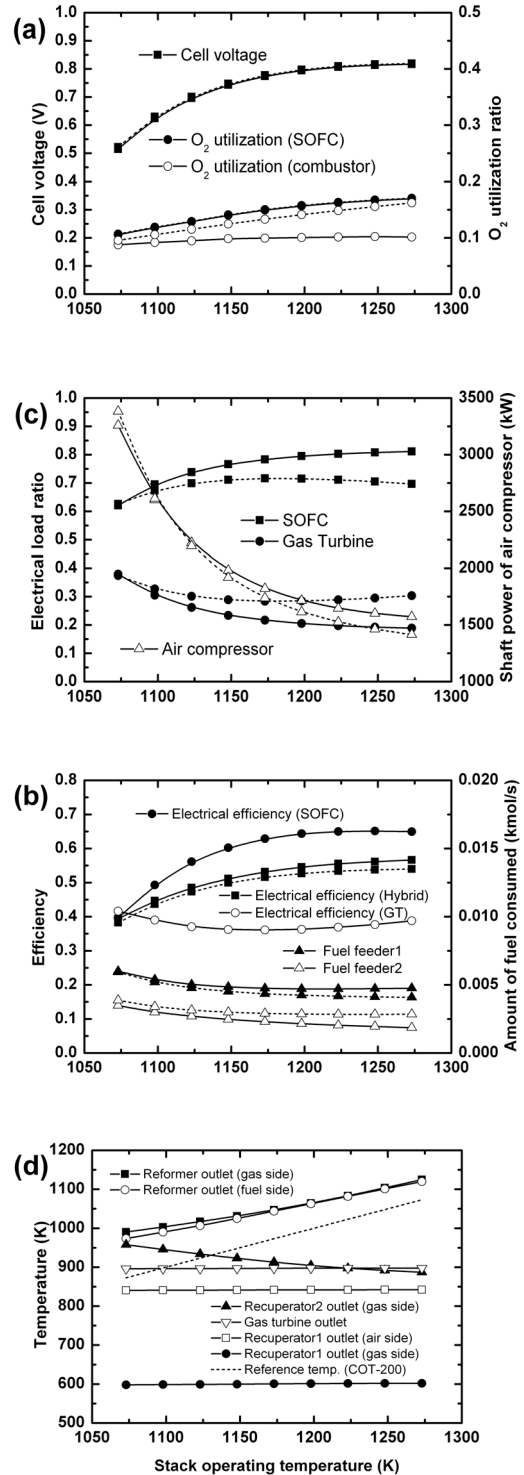 (a)
1.0
0.9
0.8
0.7
0.6
0.5
0.4
0.3
0.2
0.1
0.0
Cell voltage (V)
Cell voltage
O2 utilization (SOFC)
O2 utilization (combustor)
0.5
0.4
0.3
0.2
0.1
0.0
O2 utilization ratio
1050 1100 1150 1200 1250 1300
(c)
1.0
0.9
0.8
0.7
0.6
0.5
0.4
0.3
0.2
0.1
0.0
Electrical load ratio
SOFC
Gas Turbine
Air compressor
3500
3000
2500
2000
1500
1000
Shaft power of air compressor (kW)
1050 1100 1150 1200 1250 1300
(b)
0.8
0.7
0.6
0.5
0.4
0.3
0.2
0.1
0.0
Efficiency
Electrical efficiency (SOFC)
Electrical efficiency (Hybrid)
Electrical efficiency (GT)
Fuel feeder1
Fuel feeder2
0.020
0.015
0.010
0.005
0.000
Amount of fuel consumed (kmol/s)
1050 1100 1150 1200 1250 1300
(d)
1200
1100
1000
900
800
700
600
500
Temperature (K)
Reformer outlet (gas side)
Reformer outlet (fuel side)
Recuperator2 outlet (gas side)
Gas turbine outlet
Recuperator1 outlet (air side)
Recuperator1 outlet (gas side)
Reference temp. (COT-200)
1050 1100 1150 1200 1250 1300
Stack operating temperature (K)